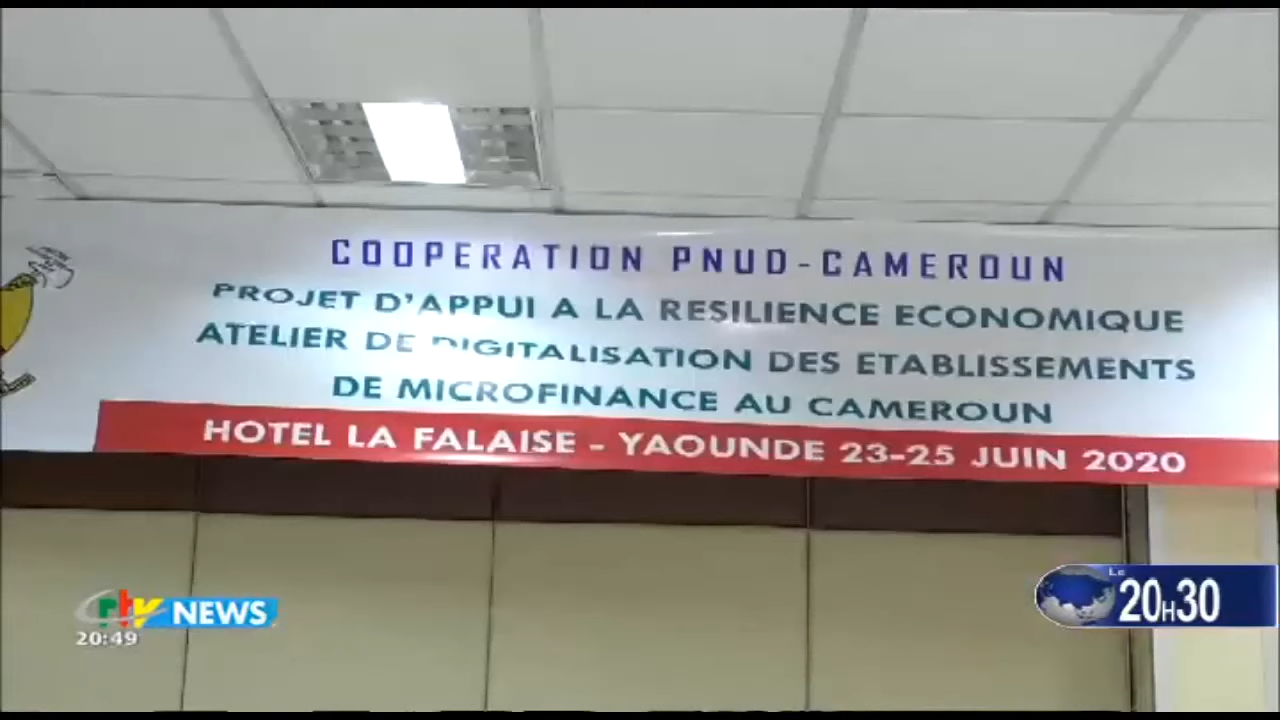 COOPERATION PNUD-CAMEROUN
PROJET D'APPUI A LA RESILIENCE ECONOMIQUE
ATELIER DE DIGITALISATION DES ETABLISSEMENTS
DE MICROFINANCE AU CAMEROUN
HOTEL LA FALAISE - YAOUNDE 23-25 JUIN 2020
crtv NEWS
20:49
Le
20H30